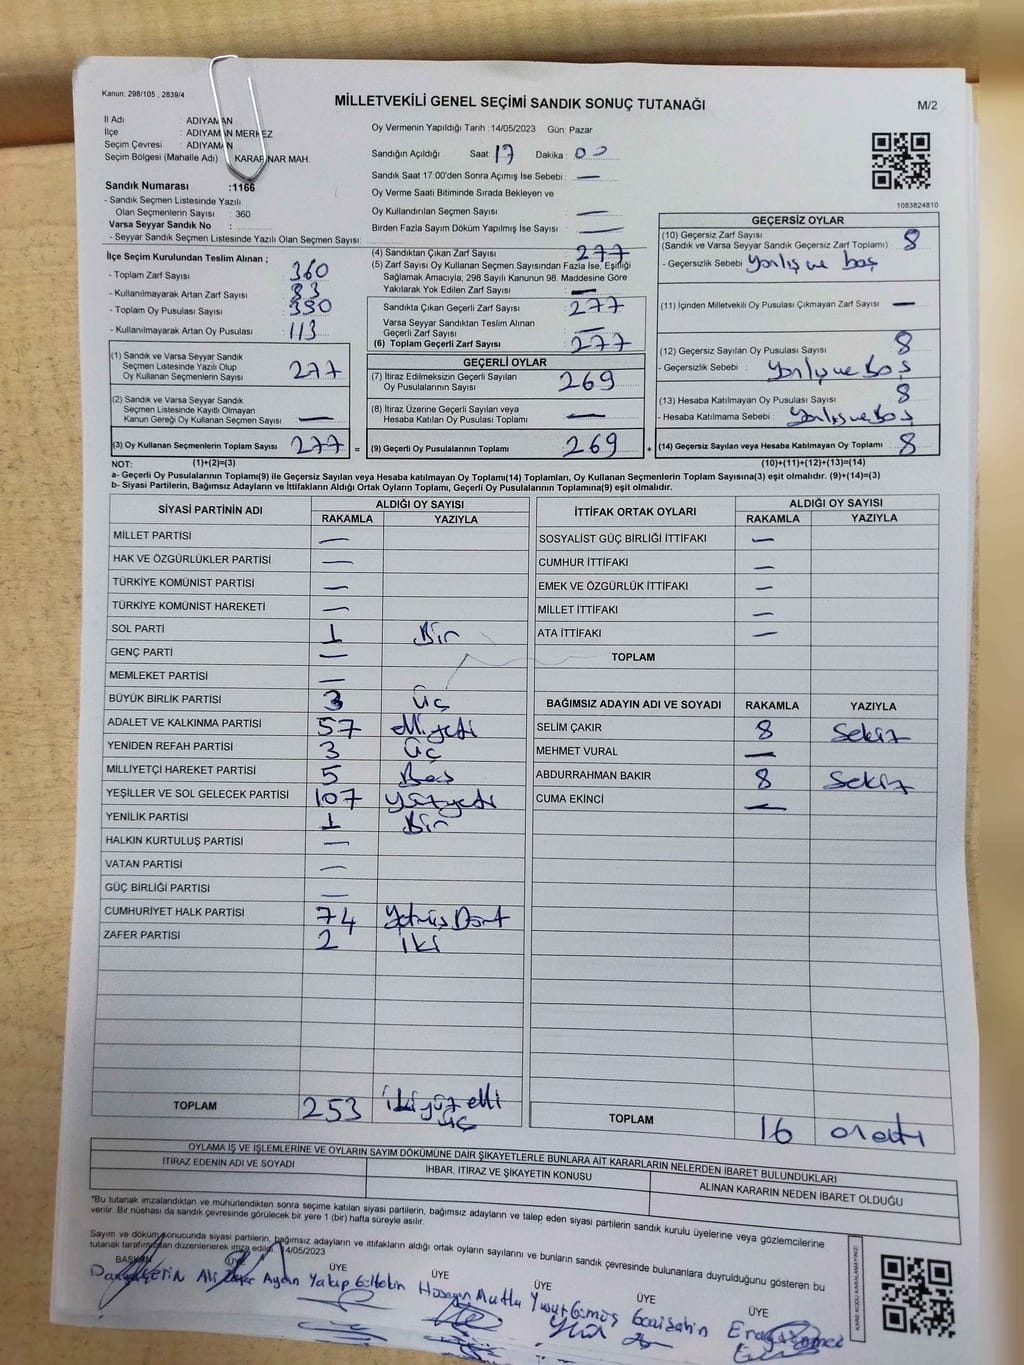 Kanun: 298/105 , 2839/4
MİLLETVEKİLİ GENEL SEÇİMİ SANDIK SONUÇ TUTANAĞI
M/2
İl Adı : ADIYAMAN
İlçe : ADIYAMAN MERKEZ
Seçim Çevresi : ADIYAMAN
Seçim Bölgesi (Mahalle Adı) : KARAPINAR MAH.
Oy Vermenin Yapıldığı Tarih :14/05/2023 Gün: Pazar
Sandığın Açıldığı Saat: 17 Dakika: 00
Sandık Saat 17:00'den Sonra Açımış İse Sebebi : —
Oy Verme Saati Bitiminde Sırada Bekleyen ve
Oy Kullandırılan Seçmen Sayısı : —
Birden Fazla Sayım Döküm Yapılmış İse Sayısı : —
1083824810
Sandık Numarası :1166
- Sandık Seçmen Listesinde Yazılı
Olan Seçmenlerin Sayısı : 360
Varsa Seyyar Sandık No :
- Seyyar Sandık Seçmen Listesinde Yazılı Olan Seçmen Sayısı:
İlçe Seçim Kurulundan Teslim Alınan ;
- Toplam Zarf Sayısı : 360
- Kullanılmayarak Artan Zarf Sayısı : 83
- Toplam Oy Pusulası Sayısı :
- Kullanılmayarak Artan Oy Pusulası : 113
(1) Sandık ve Varsa Seyyar Sandık
Seçmen Listesinde Yazılı Olup
Oy Kullanan Seçmenlerin Sayısı : 277
(2) Sandık ve Varsa Seyyar Sandık
Seçmen Listesinde Kayıtlı Olmayan
Kanun Gereği Oy Kullanan Seçmen Sayısı : —
(3) Oy Kullanan Seçmenlerin Toplam Sayısı : 277 =
(4) Sandıktan Çıkan Zarf Sayısı : 277
(5) Zarf Sayısı Oy Kullanan Seçmen Sayısından Fazla İse, Eşitliği
Sağlamak Amacıyla; 298 Sayılı Kanunun 98. Maddesine Göre
Yakılarak Yok Edilen Zarf Sayısı : —
Sandıkta Çıkan Geçerli Zarf Sayısı : 277
Varsa Seyyar Sandıktan Teslim Alınan
Geçerli Zarf Sayısı : —
(6) Toplam Geçerli Zarf Sayısı : 277
GEÇERLİ OYLAR
(7) İtiraz Edilmeksizin Geçerli Sayılan
Oy Pusulalarının Sayısı : 269
(8) İtiraz Üzerine Geçerli Sayılan veya
Hesaba Katılan Oy Pusulaları Toplamı : —
(9) Geçerli Oy Pusulalarının Toplamı : 269 +
GEÇERSİZ OYLAR
(10) Geçersiz Zarf Sayısı
(Sandık ve Varsa Seyyar Sandık Geçersiz Zarf Toplamı) : 8
- Geçersizlik Sebebi : Yanlış ve boş
(11) İçinden Milletvekili Oy Pusulası Çıkmayan Zarf Sayısı : —
(12) Geçersiz Sayılan Oy Pusulası Sayısı : 8
- Geçersizlik Sebebi : Yanlış ve Boş
(13) Hesaba Katılmayan Oy Pusulası Sayısı : 8
- Hesaba Katılmama Sebebi : Yanlış ve Boş
(14) Geçersiz Sayılan veya Hesaba Katılmayan Oy Toplamı : 8
NOT: (1)+(2)=(3)
(10)+(11)+(12)+(13)=(14)
a- Geçerli Oy Pusulalarının Toplamı(9) ile Geçersiz Sayılan veya Hesaba katılmayan Oy Toplamı(14) Toplamları, Oy Kullanan Seçmenlerin Toplam Sayısına(3) eşit olmalıdır. (9)+(14)=(3)
b- Siyasi Partilerin, Bağımsız Adayların ve İttifakların Aldığı Ortak Oyların Toplamı, Geçerli Oy Pusulalarının Toplamına(9) eşit olmalıdır.
SİYASİ PARTİNİN ADI ALDIĞI OY SAYISI
RAKAMLA YAZIYLA
MİLLET PARTİSİ —
HAK VE ÖZGÜRLÜKLER PARTİSİ —
TÜRKİYE KOMÜNİST PARTİSİ —
TÜRKİYE KOMÜNİST HAREKETİ —
SOL PARTİ 1 Bir
GENÇ PARTİ —
MEMLEKET PARTİSİ —
BÜYÜK BİRLİK PARTİSİ 3 üç
ADALET VE KALKINMA PARTİSİ 57 elliyedi
YENİDEN REFAH PARTİSİ 3 üç
MİLLİYETÇİ HAREKET PARTİSİ 5 Beş
YEŞİLLER VE SOL GELECEK PARTİSİ 107 yüzyedi
YENİLİK PARTİSİ 1 Bir
HALKIN KURTULUŞ PARTİSİ —
VATAN PARTİSİ —
GÜÇ BİRLİĞİ PARTİSİ —
CUMHURİYET HALK PARTİSİ 74 Yetmiş Dört
ZAFER PARTİSİ 2 iki
TOPLAM 253 ikiyüz elli
üç
İTTİFAK ORTAK OYLARI ALDIĞI OY SAYISI
RAKAMLA YAZIYLA
SOSYALİST GÜÇ BİRLİĞİ İTTİFAKI —
CUMHUR İTTİFAKI —
EMEK VE ÖZGÜRLÜK İTTİFAKI —
MİLLET İTTİFAKI —
ATA İTTİFAKI —
TOPLAM
BAĞIMSIZ ADAYIN ADI VE SOYADI RAKAMLA YAZIYLA
SELİM ÇAKIR 8 Sekiz
MEHMET VURAL —
ABDURRAHMAN BAKIR 8 Sekiz
CUMA EKİNCİ —
TOPLAM 16 onaltı
OYLAMA İŞ VE İŞLEMLERİNE VE OYLARIN SAYIM DÖKÜMÜNE DAİR ŞİKAYETLERLE BUNLARA AİT KARARLARIN NELERDEN İBARET BULUNDUKLARI
İTİRAZ EDENİN ADI VE SOYADI
İHBAR, İTİRAZ VE ŞİKAYETİN KONUSU
ALINAN KARARIN NEDEN İBARET OLDUĞU
"Bu tutanak imzalandıktan ve mühürlendikten sonra seçime katılan siyasi partilerin, bağımsız adayların ve talep eden siyasi partilerin sandık kurulu üyelerine veya gözlemcilerine
verilir. Bir nüshası da sandık çevresinde görülecek bir yere 1 (bir) hafta süreyle asılır.
Sayım ve döküm sonucunda siyasi partilerin, bağımsız adayların ve ittifakların aldığı ortak oyların sayılarını ve bunların sandık çevresinde bulunanlara duyrulduğunu gösteren bu
tutanak tarafımızdan düzenlenerek imza edildi. 14/05/2023
BAŞKAN ÜYE ÜYE ÜYE ÜYE ÜYE ÜYE
Ali Aydın Yakup Gültekin Hüseyin Mutlu Yusuf Gümüş
KARE KODU KARALAMAYINIZ!